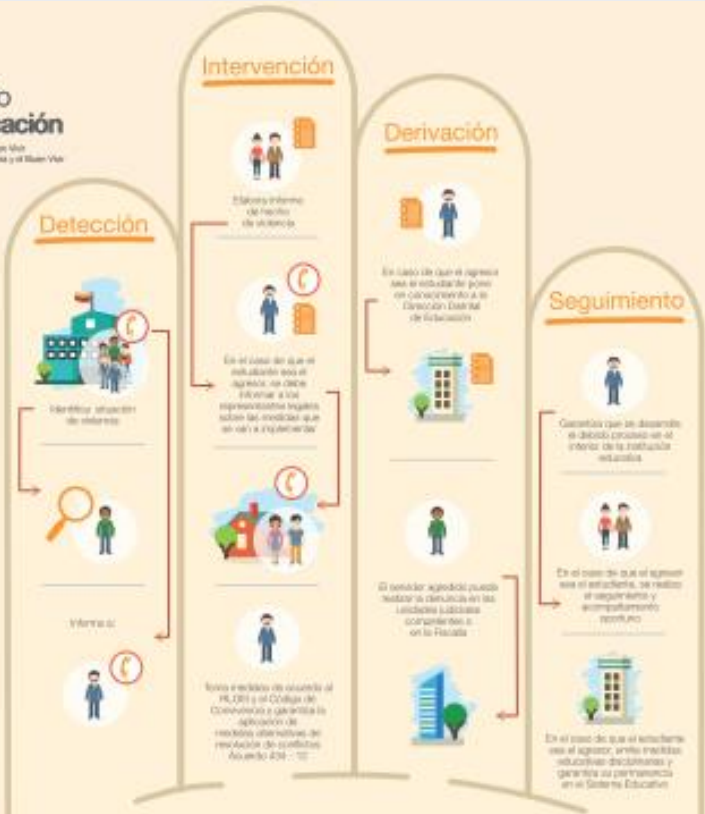 o
cación
Intervención
Elabora informe
de hecho
de violencia
En el caso de que el
estudiante sea el
agresor, se debe
informar a los
representantes legales
sobre las medidas que
se van a implementar
Toma medidas de acuerdo al
RLOEI y el Código de
Convivencia y garantiza la
aplicación de
medidas alternativas de
resolución de conflictos
Acuerdo 434 - 12
Derivación
En caso de que el agresor
sea el estudiante pone
en conocimiento a la
Dirección Distrital
de Educación
El servidor agredido puede
realizar la denuncia en las
unidades judiciales
competentes o
en la Fiscalía
Detección
Identifica situación
de violencia
Informa a:
Seguimiento
Garantiza que se desarrolle
el debido proceso en el
interior de la institución
educativa
En el caso de que el agresor
sea el estudiante, se realiza
el seguimiento y
acompañamiento
oportuno
En el caso de que el estudiante
sea el agresor, emite medidas
educativas disciplinarias y
garantiza su permanencia
en el Sistema Educativo